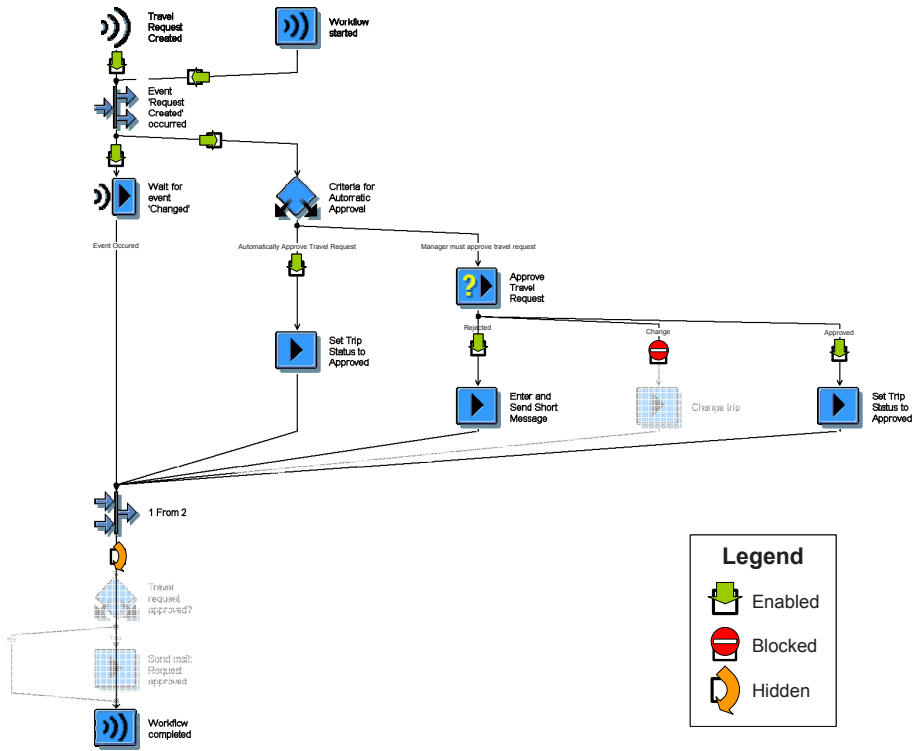 Travel
Request
Created
Workflow
started
Event
'Request
Created'
occurred
Wait for
event
'Changed'
Criteria for
Automatic
Approval
Event Occured
Automatically Approve Travel Request
Manager must approve travel request
Approve
Travel
Request
Rejected
Change
Approved
Set Trip
Status to
Approved
Enter and
Send Short
Message
Change trip
Set Trip
Status to
Approved
1 From 2
Travel
request
approved?
No
Yes
Send mail:
Request
approved
Workflow
completed
Legend
Enabled
Blocked
Hidden